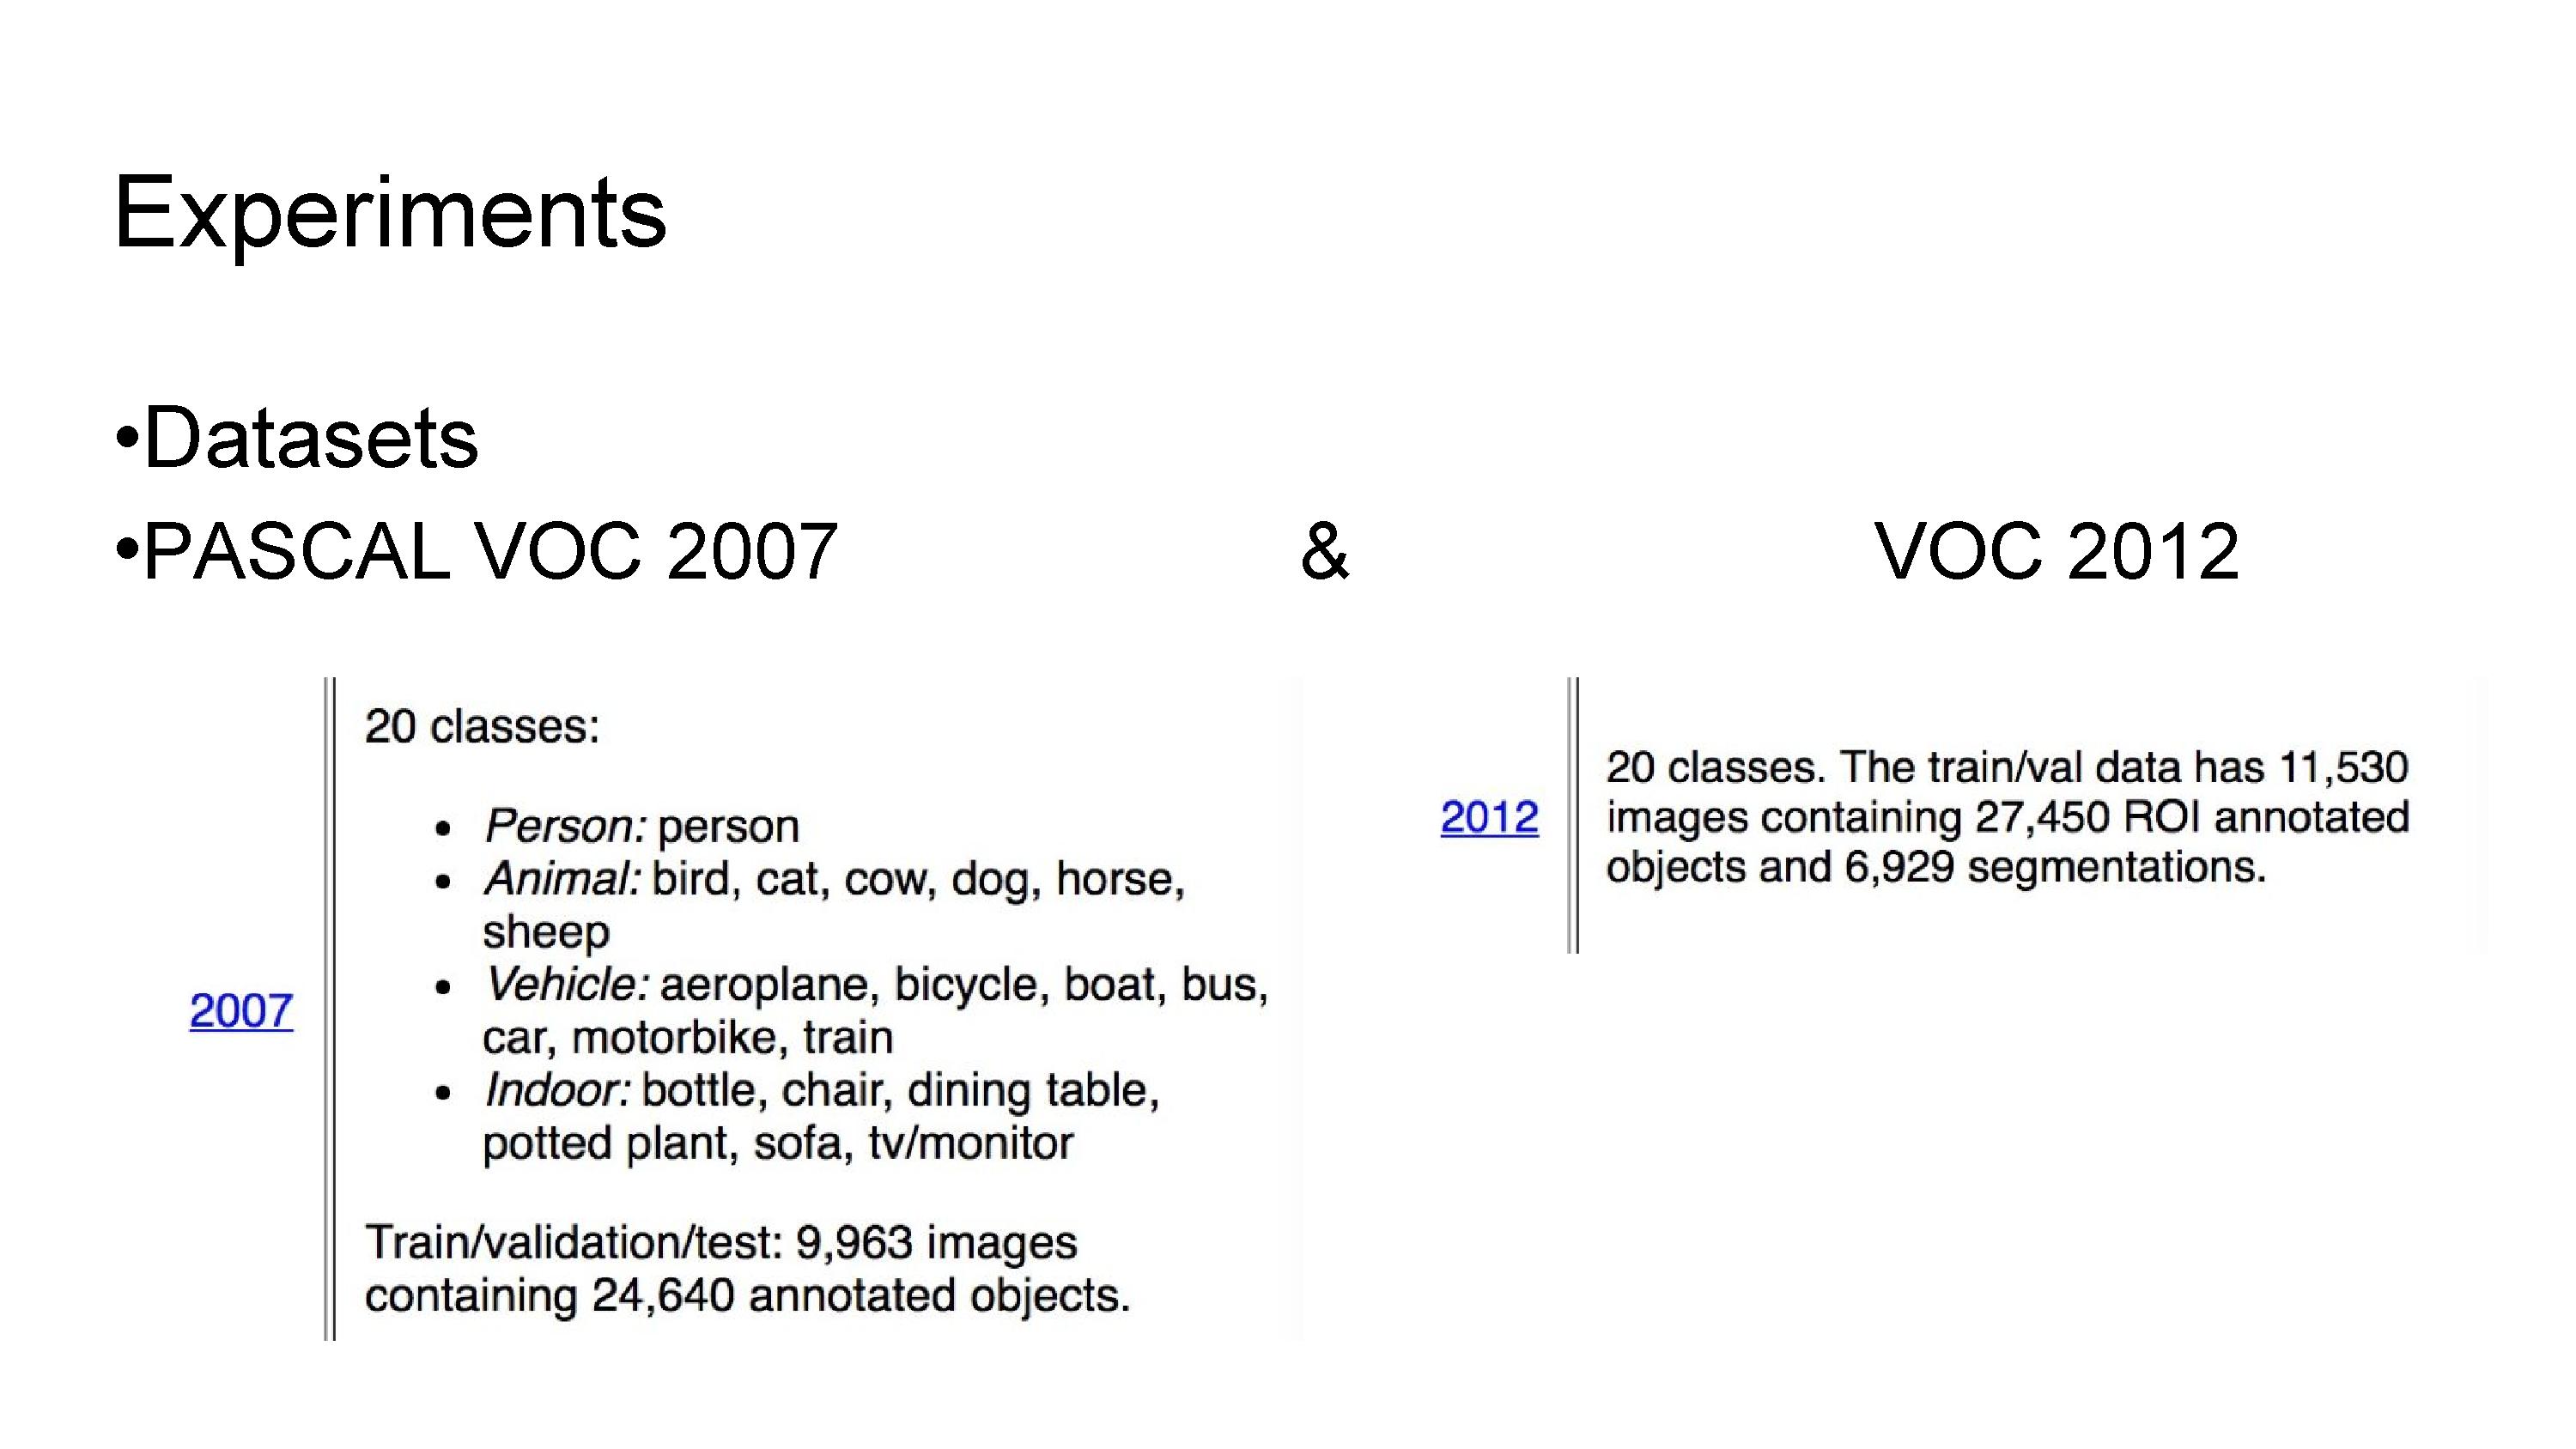 Experiments
•Datasets
•PASCAL VOC 2007 & VOC 2012
2007
20 classes:
• Person: person
• Animal: bird, cat, cow, dog, horse,
sheep
• Vehicle: aeroplane, bicycle, boat, bus,
car, motorbike, train
• Indoor: bottle, chair, dining table,
potted plant, sofa, tv/monitor
Train/validation/test: 9,963 images
containing 24,640 annotated objects.
2012
20 classes. The train/val data has 11,530
images containing 27,450 ROI annotated
objects and 6,929 segmentations.